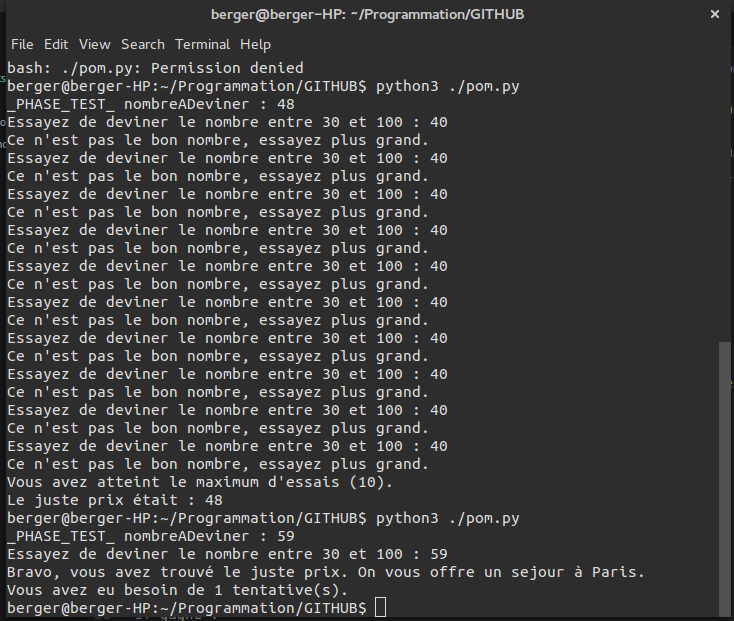 berger@berger-HP: ~/Programmation/GITHUB ×
File Edit View Search Terminal Help
bash: ./pom.py: Permission denied
berger@berger-HP:~/Programmation/GITHUB$ python3 ./pom.py
_PHASE_TEST_ nombreADeviner : 48
Essayez de deviner le nombre entre 30 et 100 : 40
Ce n'est pas le bon nombre, essayez plus grand.
Essayez de deviner le nombre entre 30 et 100 : 40
Ce n'est pas le bon nombre, essayez plus grand.
Essayez de deviner le nombre entre 30 et 100 : 40
Ce n'est pas le bon nombre, essayez plus grand.
Essayez de deviner le nombre entre 30 et 100 : 40
Ce n'est pas le bon nombre, essayez plus grand.
Essayez de deviner le nombre entre 30 et 100 : 40
Ce n'est pas le bon nombre, essayez plus grand.
Essayez de deviner le nombre entre 30 et 100 : 40
Ce n'est pas le bon nombre, essayez plus grand.
Essayez de deviner le nombre entre 30 et 100 : 40
Ce n'est pas le bon nombre, essayez plus grand.
Essayez de deviner le nombre entre 30 et 100 : 40
Ce n'est pas le bon nombre, essayez plus grand.
Essayez de deviner le nombre entre 30 et 100 : 40
Ce n'est pas le bon nombre, essayez plus grand.
Essayez de deviner le nombre entre 30 et 100 : 40
Ce n'est pas le bon nombre, essayez plus grand.
Vous avez atteint le maximum d'essais (10).
Le juste prix était : 48
berger@berger-HP:~/Programmation/GITHUB$ python3 ./pom.py
_PHASE_TEST_ nombreADeviner : 59
Essayez de deviner le nombre entre 30 et 100 : 59
Bravo, vous avez trouvé le juste prix. On vous offre un sejour à Paris.
Vous avez eu besoin de 1 tentative(s).
berger@berger-HP:~/Programmation/GITHUB$